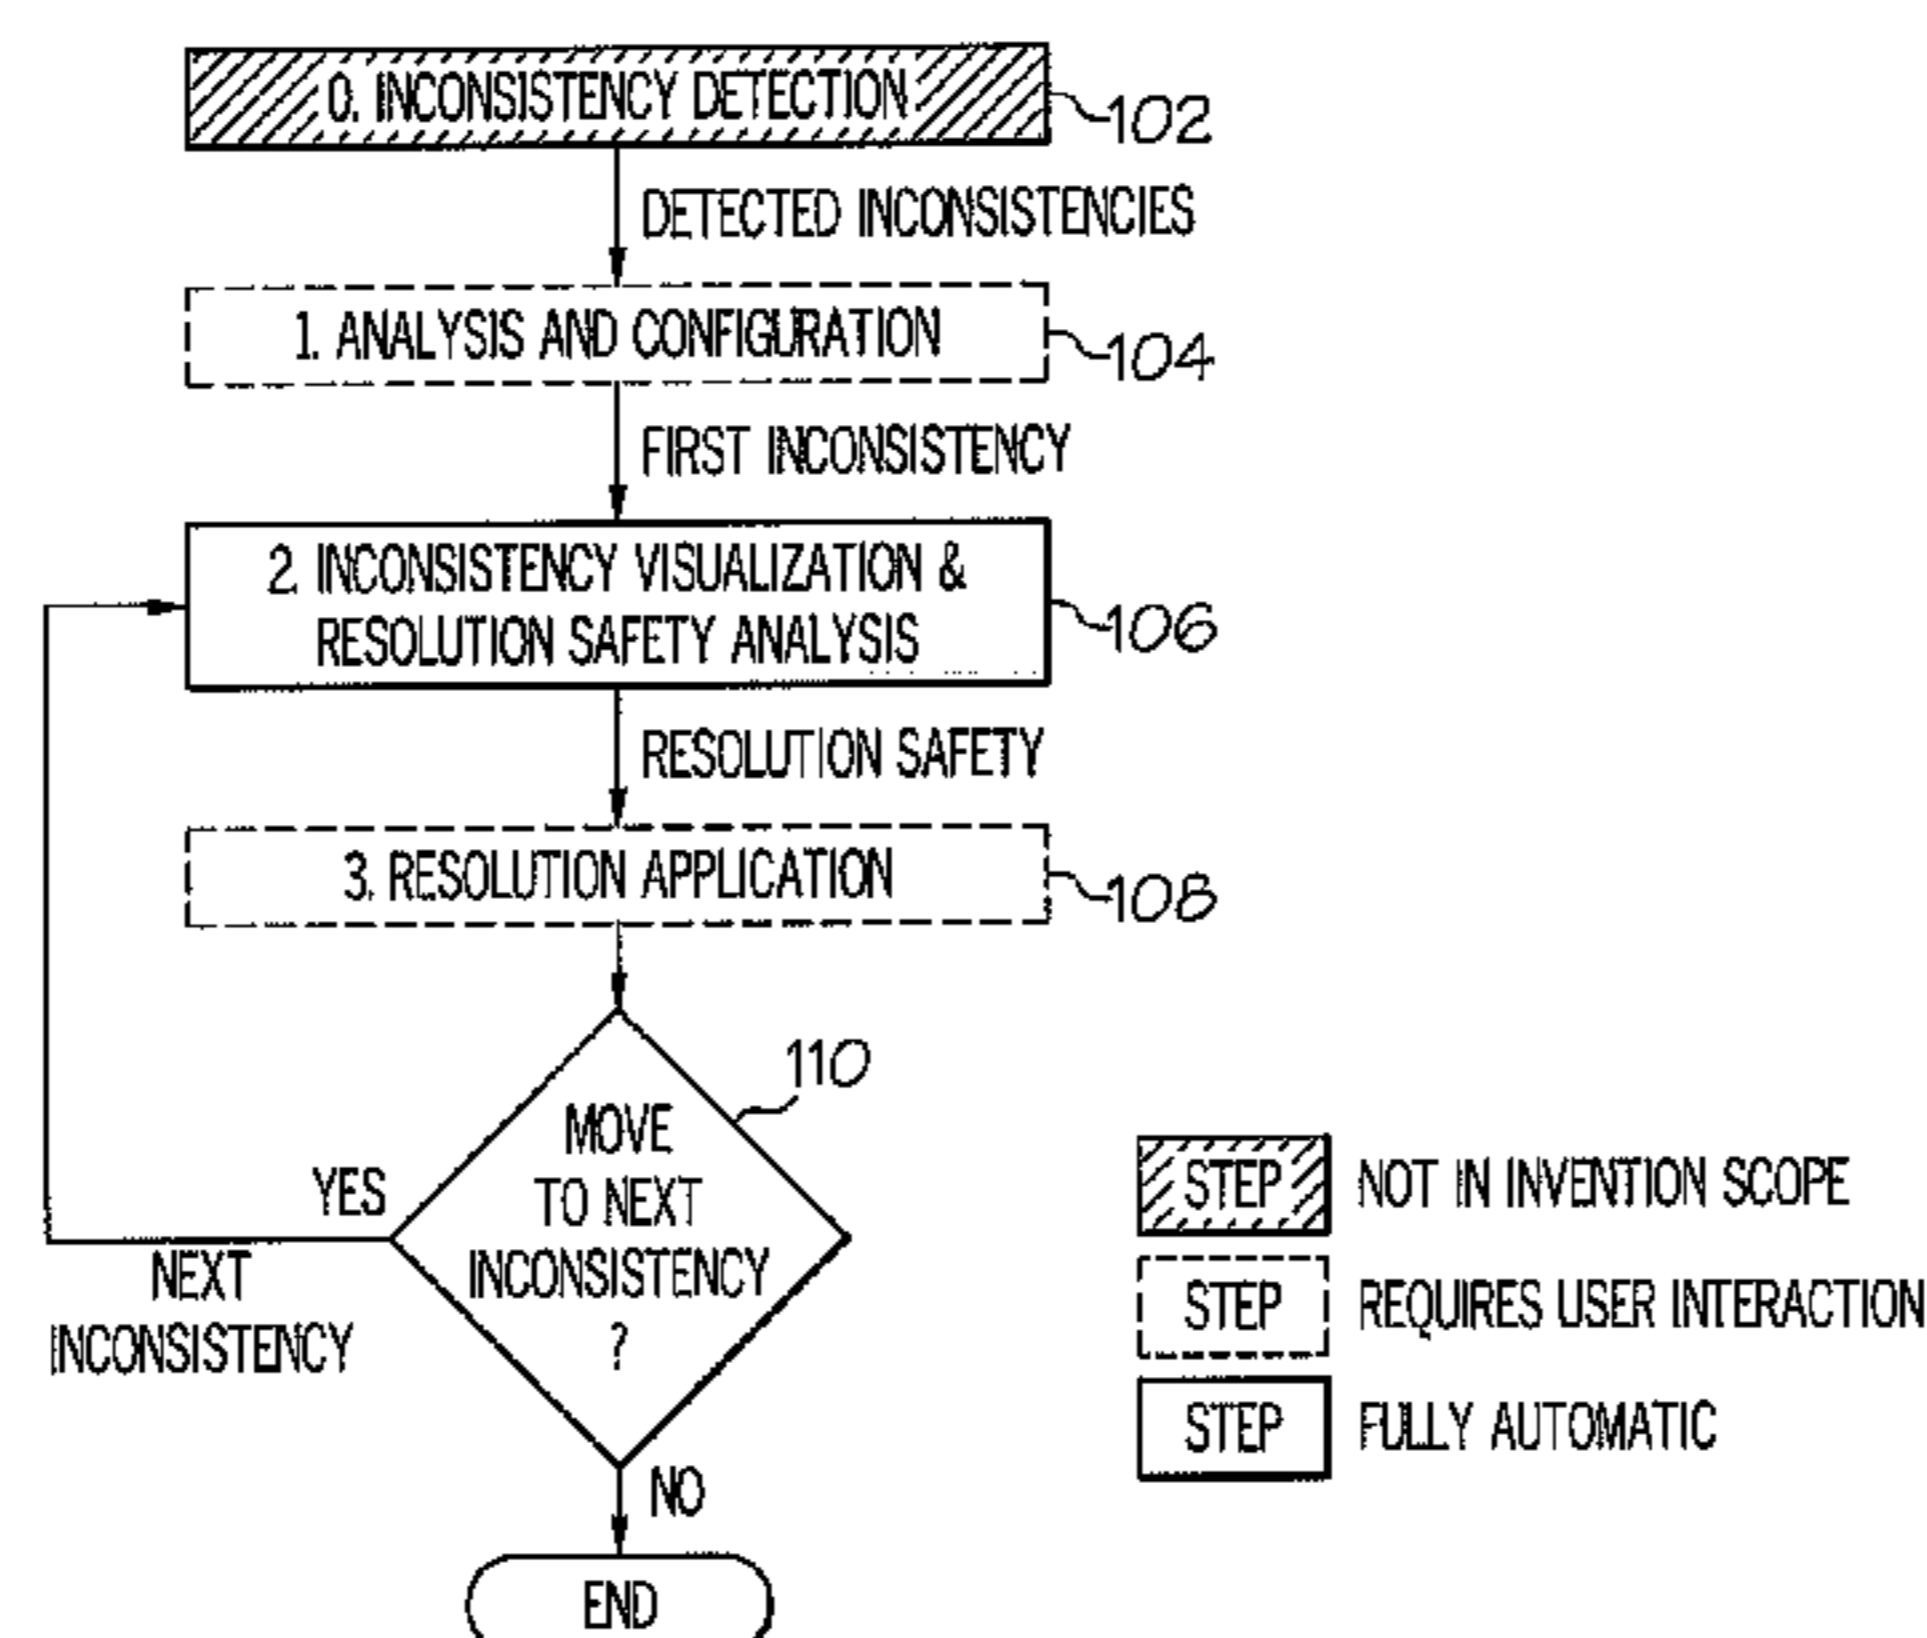 0. INCONSISTENCY DETECTION
102
DETECTED INCONSISTENCIES
1. ANALYSIS AND CONFIGURATION
104
FIRST INCONSISTENCY
2. INCONSISTENCY VISUALIZATION &
RESOLUTION SAFETY ANALYSIS
106
RESOLUTION SAFETY
3. RESOLUTION APPLICATION
108
110
MOVE
TO NEXT
INCONSISTENCY
?
YES
NEXT
INCONSISTENCY
NO
END
STEP NOT IN INVENTION SCOPE
STEP REQUIRES USER INTERACTION
STEP FULLY AUTOMATIC